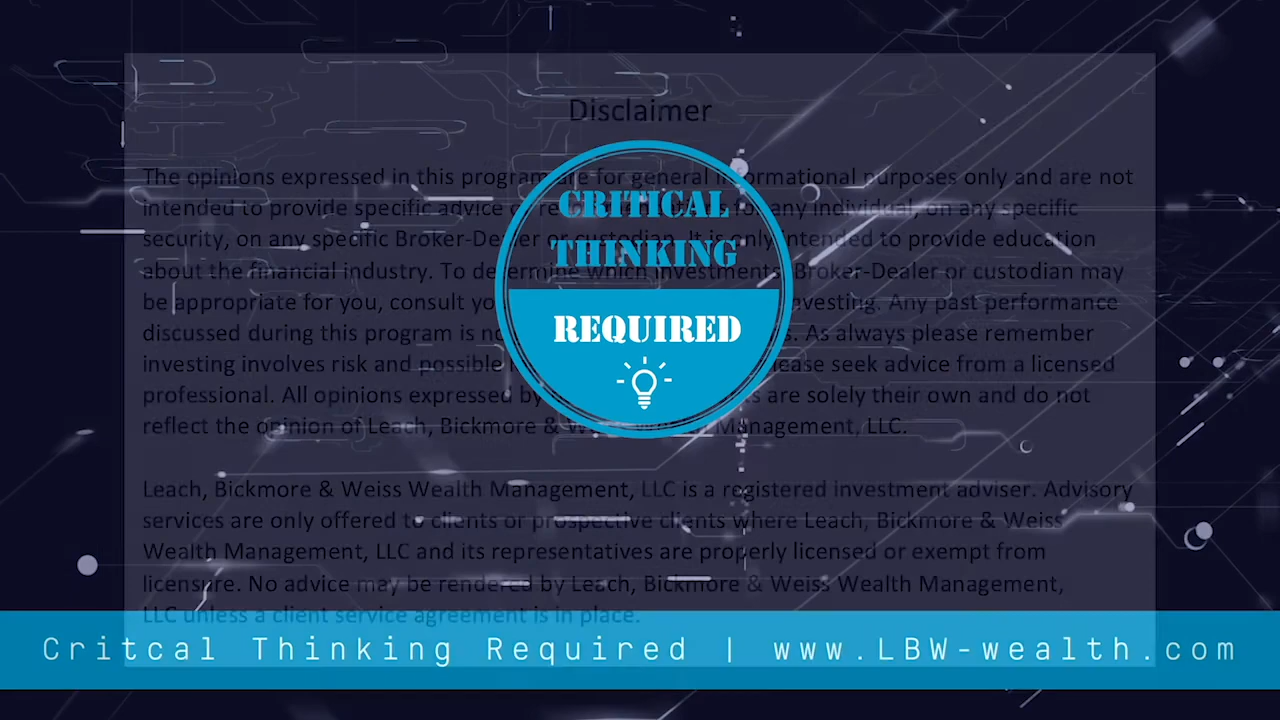 Disclaimer
CRITICAL
THINKING
REQUIRED
The opinions expressed in this program are for general informational purposes only and are not
intended to provide specific advice or for any individual, on any specific
security, on any specific Broker-Dealer or custodian. It is only intended to provide education
about the financial industry. To determine which investments, Broker-Dealer or custodian may
be appropriate for you, consult investing. Any past performance
discussed during this program is As always please remember
investing involves risk and possible please seek advice from a licensed
professional. All opinions expressed by are solely their own and do not
reflect the opinion of Leach, Bickmore & Weiss Wealth Management, LLC.
Leach, Bickmore & Weiss Wealth Management, LLC is a registered investment adviser. Advisory
services are only offered to clients or prospective clients where Leach, Bickmore & Weiss
Wealth Management, LLC and its representatives are properly licensed or exempt from
licensure. No advice may be rendered by Leach, Bickmore & Weiss Wealth Management,
LLC unless a client service agreement is in place.
Critcal Thinking Required | www.LBW-wealth.com